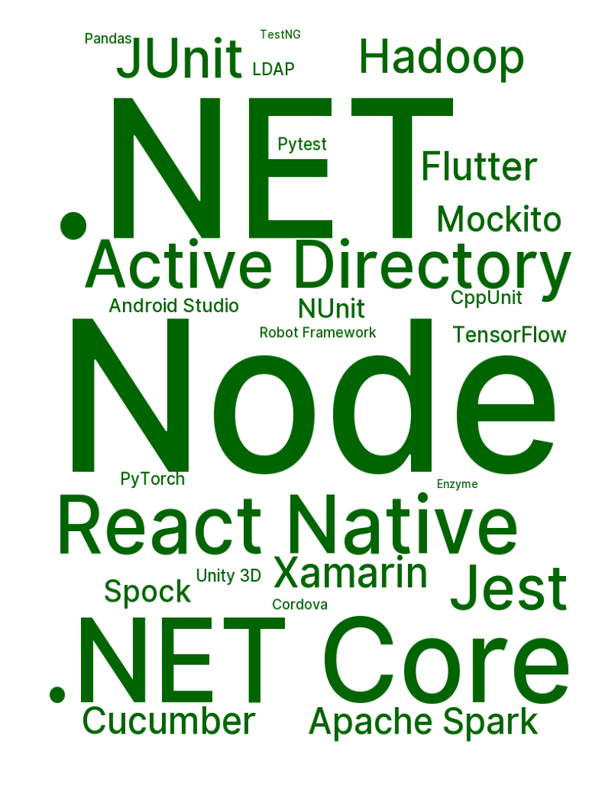 TestNG
Pandas
JUnit
Hadoop
LDAP
.NET
Pytest
Flutter
Mockito
Active Directory
CppUnit
Android Studio
NUnit
Robot Framework
TensorFlow
Node
PyTorch
Enzyme
React Native
Xamarin
Unity 3D
Jest
Spock
Cordova
.NET Core
Cucumber
Apache Spark